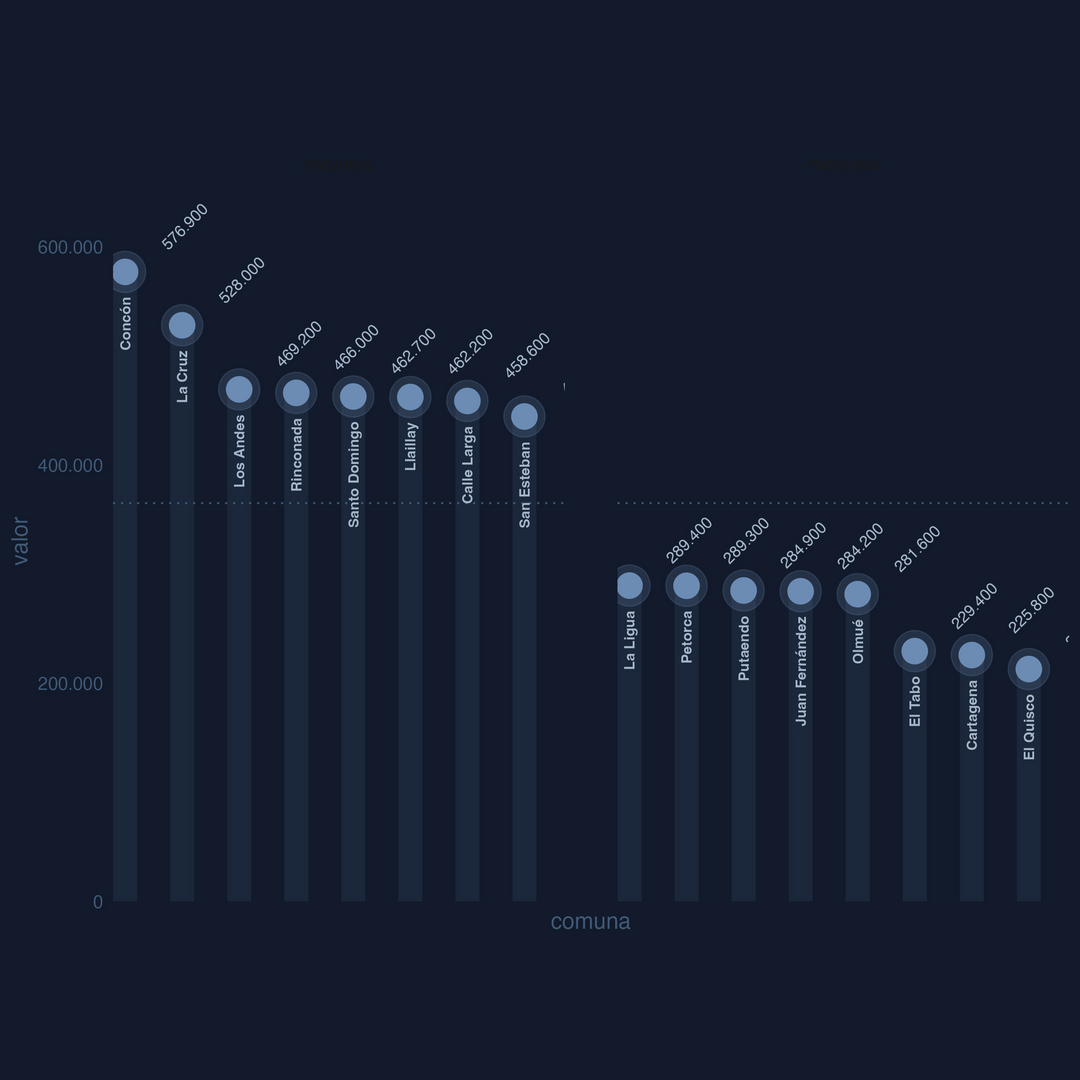 600.000
400.000
200.000
0
valor
comuna
576.900
528.000
469.200
466.000
462.700
462.200
458.600
Concón
La Cruz
Los Andes
Rinconada
Santo Domingo
Llaillay
Calle Larga
San Esteban
289.400
289.300
284.900
284.200
281.600
229.400
225.800
La Ligua
Petorca
Putaendo
Juan Fernández
Olmué
El Tabo
Cartagena
El Quisco